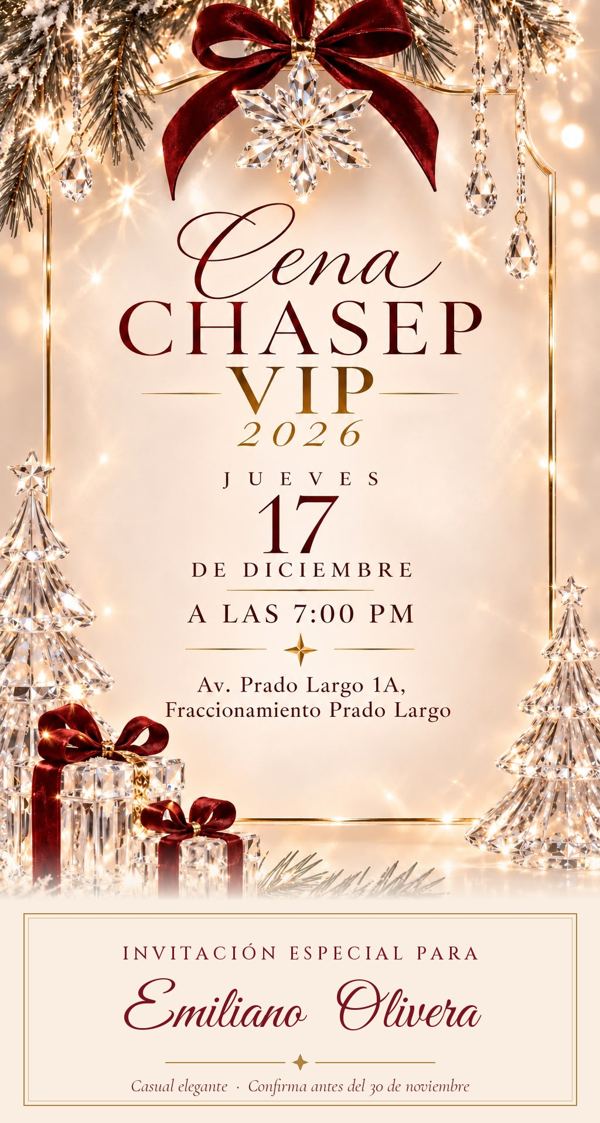 Cena
CHASEP
VIP
2026
JUEVES
17
DE DICIEMBRE
A LAS 7:00 PM
Av. Prado Largo 1A,
Fraccionamiento Prado Largo
INVITACIÓN ESPECIAL PARA
Emiliano Olivera
Casual elegante · Confirma antes del 30 de noviembre